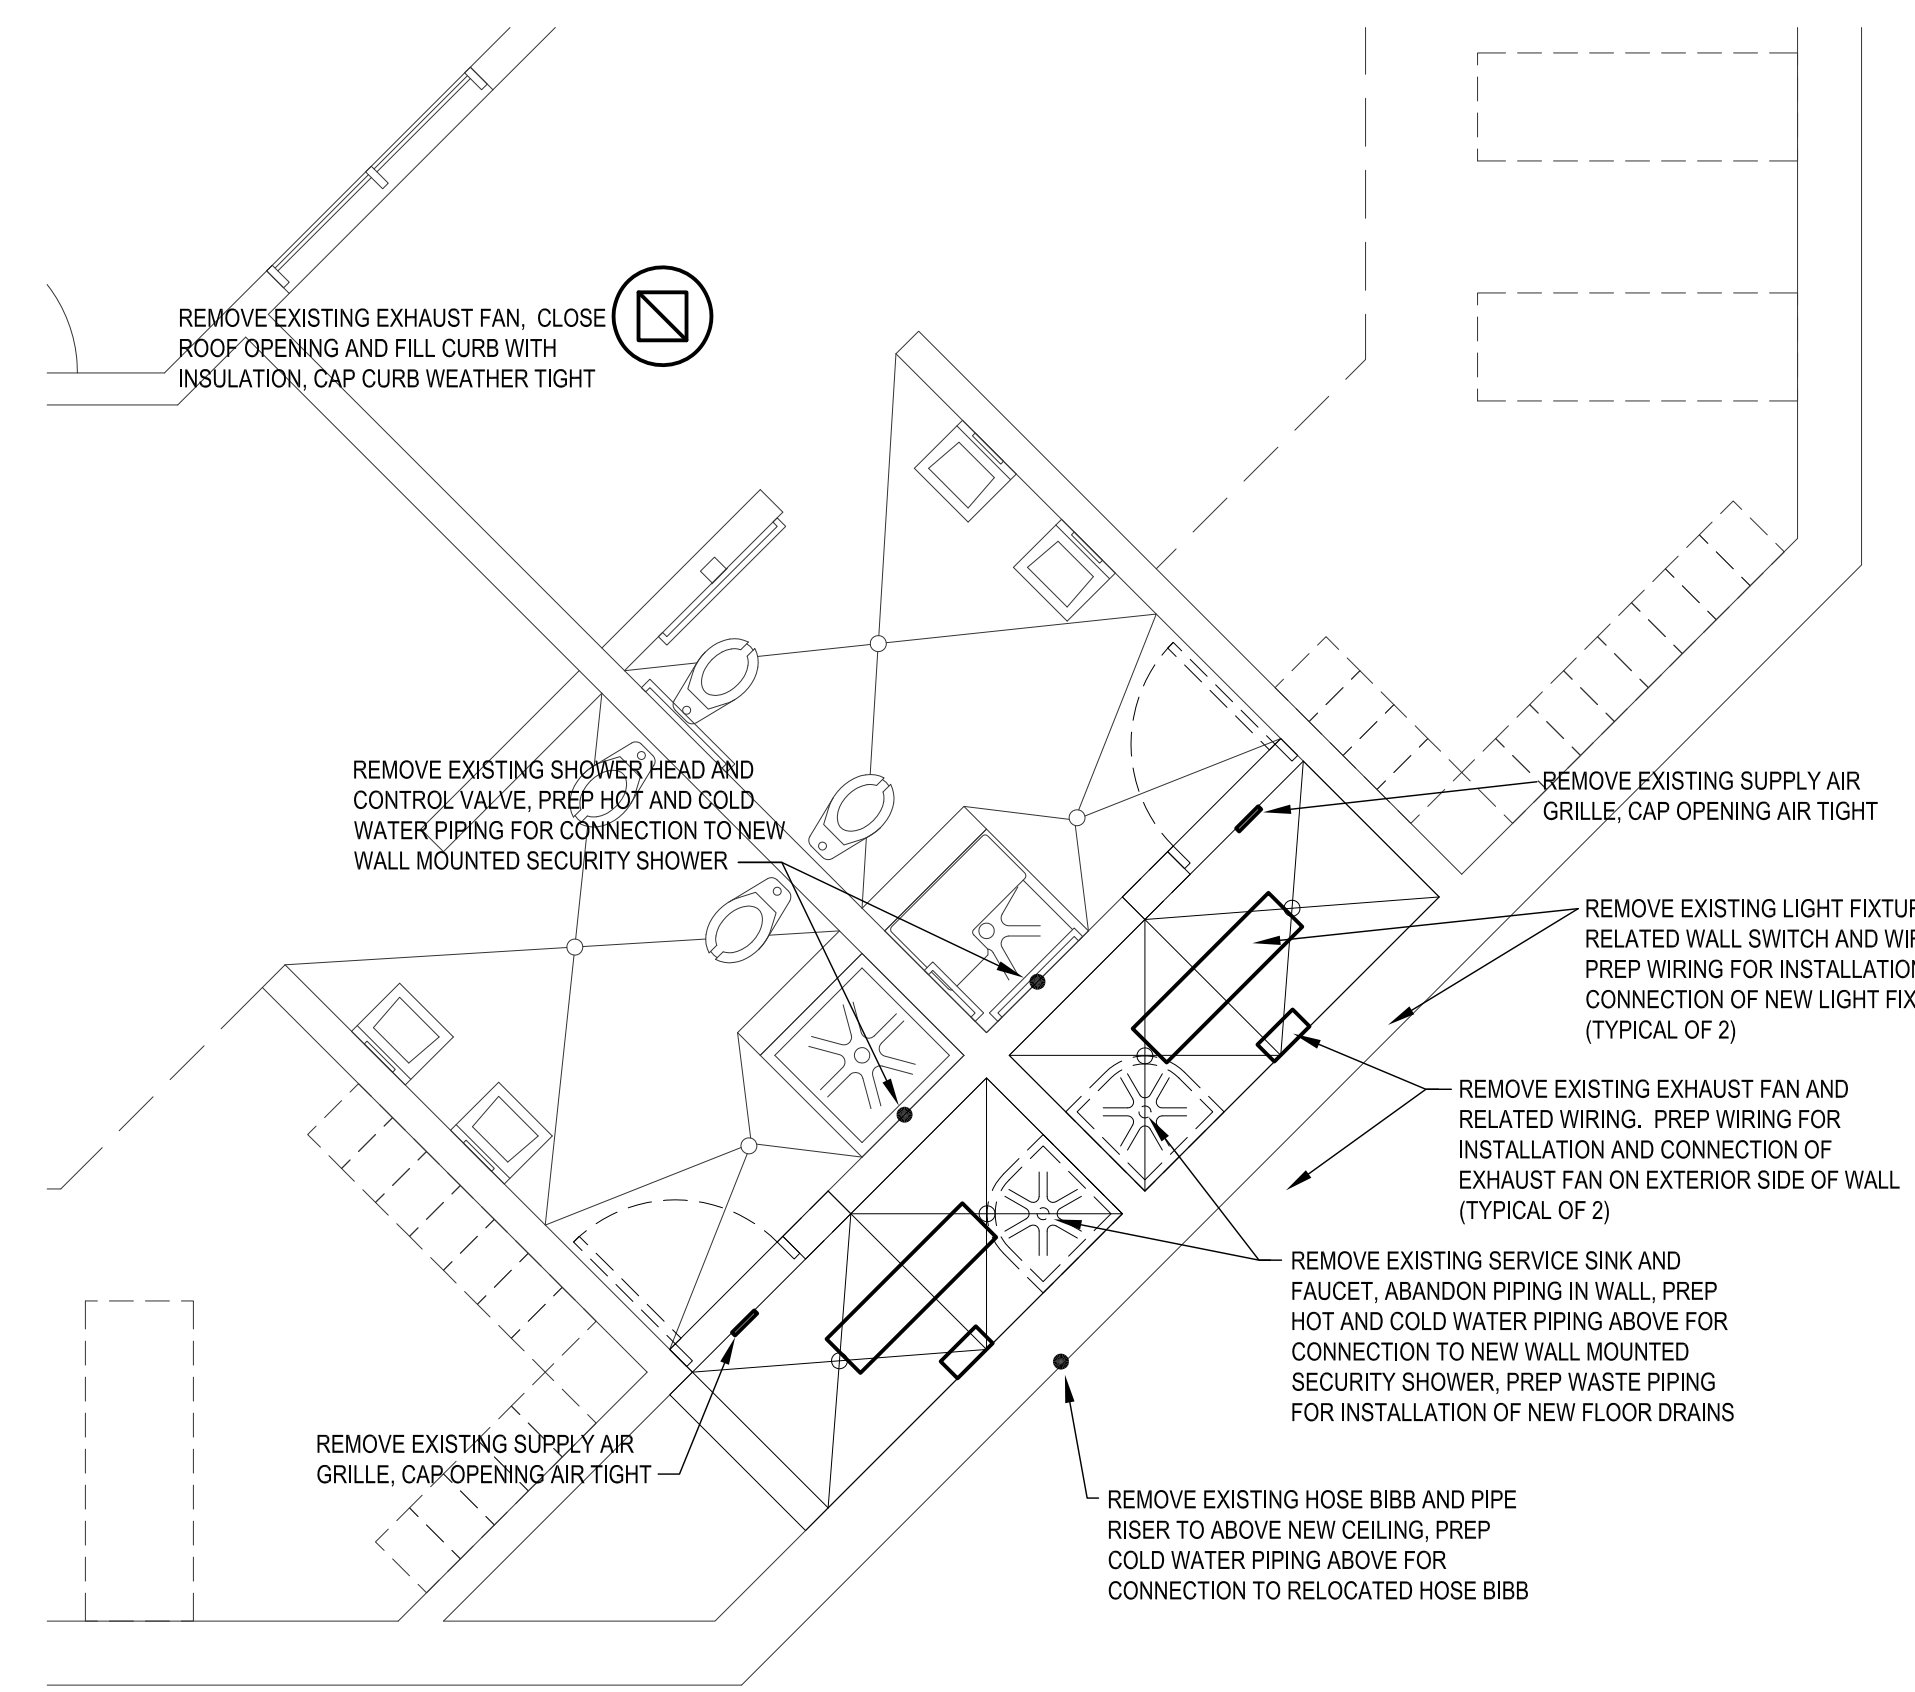 REMOVE EXISTING EXHAUST FAN, CLOSE
ROOF OPENING AND FILL CURB WITH
INSULATION, CAP CURB WEATHER TIGHT
REMOVE EXISTING SHOWER HEAD AND
CONTROL VALVE, PREP HOT AND COLD
WATER PIPING FOR CONNECTION TO NEW
WALL MOUNTED SECURITY SHOWER
REMOVE EXISTING SUPPLY AIR
GRILLE, CAP OPENING AIR TIGHT
REMOVE EXISTING LIGHT
RELATED WALL SWITCH AND
PREP WIRING FOR
CONNECTION OF NEW LIGHT
(TYPICAL OF 2)
REMOVE EXISTING EXHAUST FAN AND
RELATED WIRING. PREP WIRING FOR
INSTALLATION AND CONNECTION OF
EXHAUST FAN ON EXTERIOR SIDE OF WALL
(TYPICAL OF 2)
REMOVE EXISTING SERVICE SINK AND
FAUCET, ABANDON PIPING IN WALL, PREP
HOT AND COLD WATER PIPING ABOVE FOR
CONNECTION TO NEW WALL MOUNTED
SECURITY SHOWER, PREP WASTE PIPING
FOR INSTALLATION OF NEW FLOOR DRAINS
REMOVE EXISTING SUPPLY AIR
GRILLE, CAP OPENING AIR TIGHT
REMOVE EXISTING HOSE BIBB AND PIPE
RISER TO ABOVE NEW CEILING, PREP
COLD WATER PIPING ABOVE FOR
CONNECTION TO RELOCATED HOSE BIBB